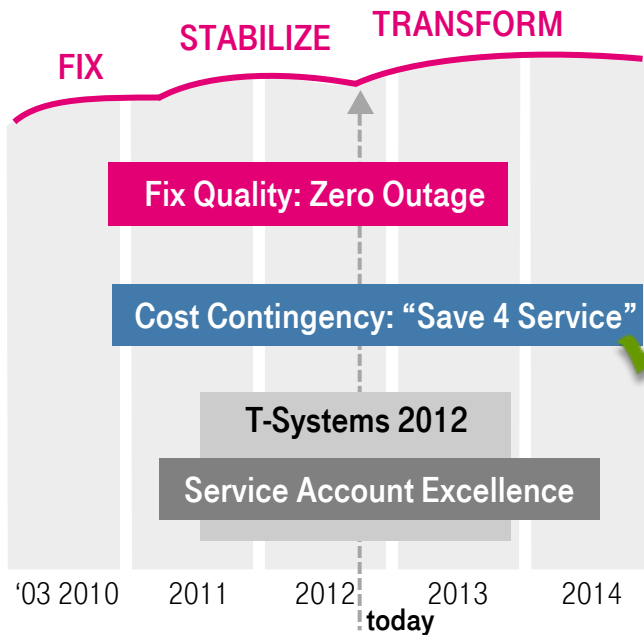 FIX
STABILIZE
TRANSFORM
Fix Quality: Zero Outage
Cost Contingency: “Save 4 Service”
T-Systems 2012
Service Account Excellence
‘03 2010
2011
2012
2013
2014
today